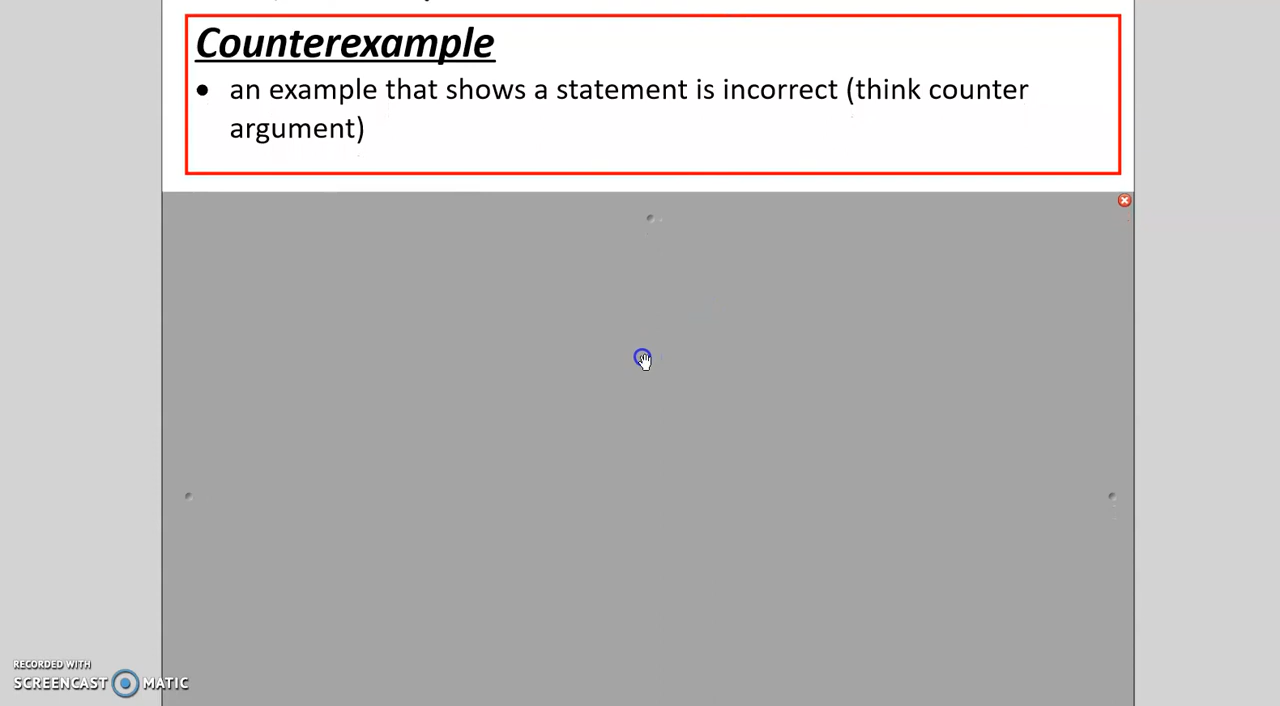 Counterexample
• an example that shows a statement is incorrect (think counter
argument)
RECORDED WITH
SCREENCAST MATIC